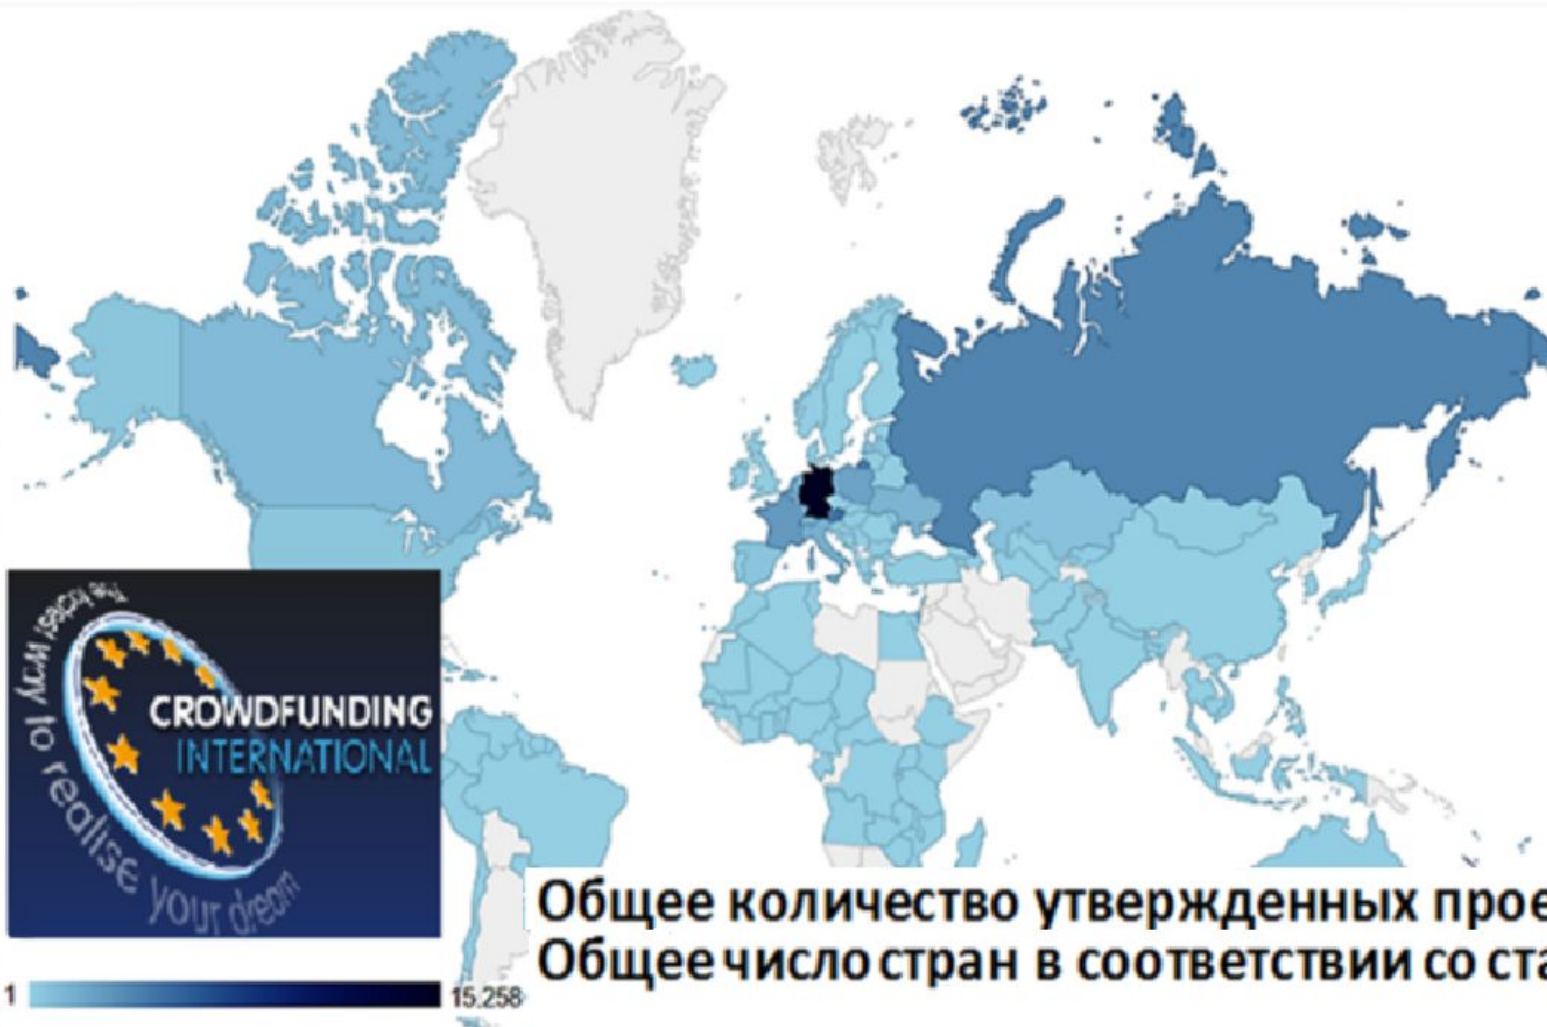 The fastest way to realise your dream
CROWDFUNDING
INTERNATIONAL
1
15.258
Общее количество утвержденных прое
Общее число стран в соответствии со ста